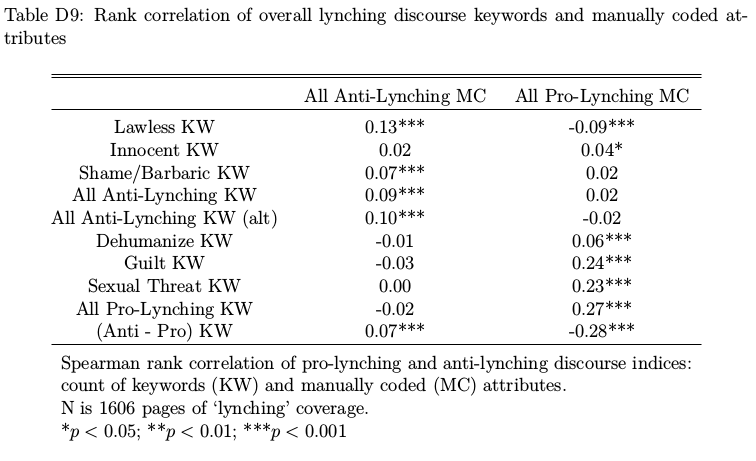 Table D9: Rank correlation of overall lynching discourse keywords and manually coded at-
tributes
All Anti-Lynching MC All Pro-Lynching MC
Lawless KW 0.13*** -0.09***
Innocent KW 0.02 0.04*
Shame/Barbaric KW 0.07*** 0.02
All Anti-Lynching KW 0.09*** 0.02
All Anti-Lynching KW (alt) 0.10*** -0.02
Dehumanize KW -0.01 0.06***
Guilt KW -0.03 0.24***
Sexual Threat KW 0.00 0.23***
All Pro-Lynching KW -0.02 0.27***
(Anti - Pro) KW 0.07*** -0.28***
Spearman rank correlation of pro-lynching and anti-lynching discourse indices:
count of keywords (KW) and manually coded (MC) attributes.
N is 1606 pages of ‘lynching’ coverage.
*p < 0.05; **p < 0.01; ***p < 0.001